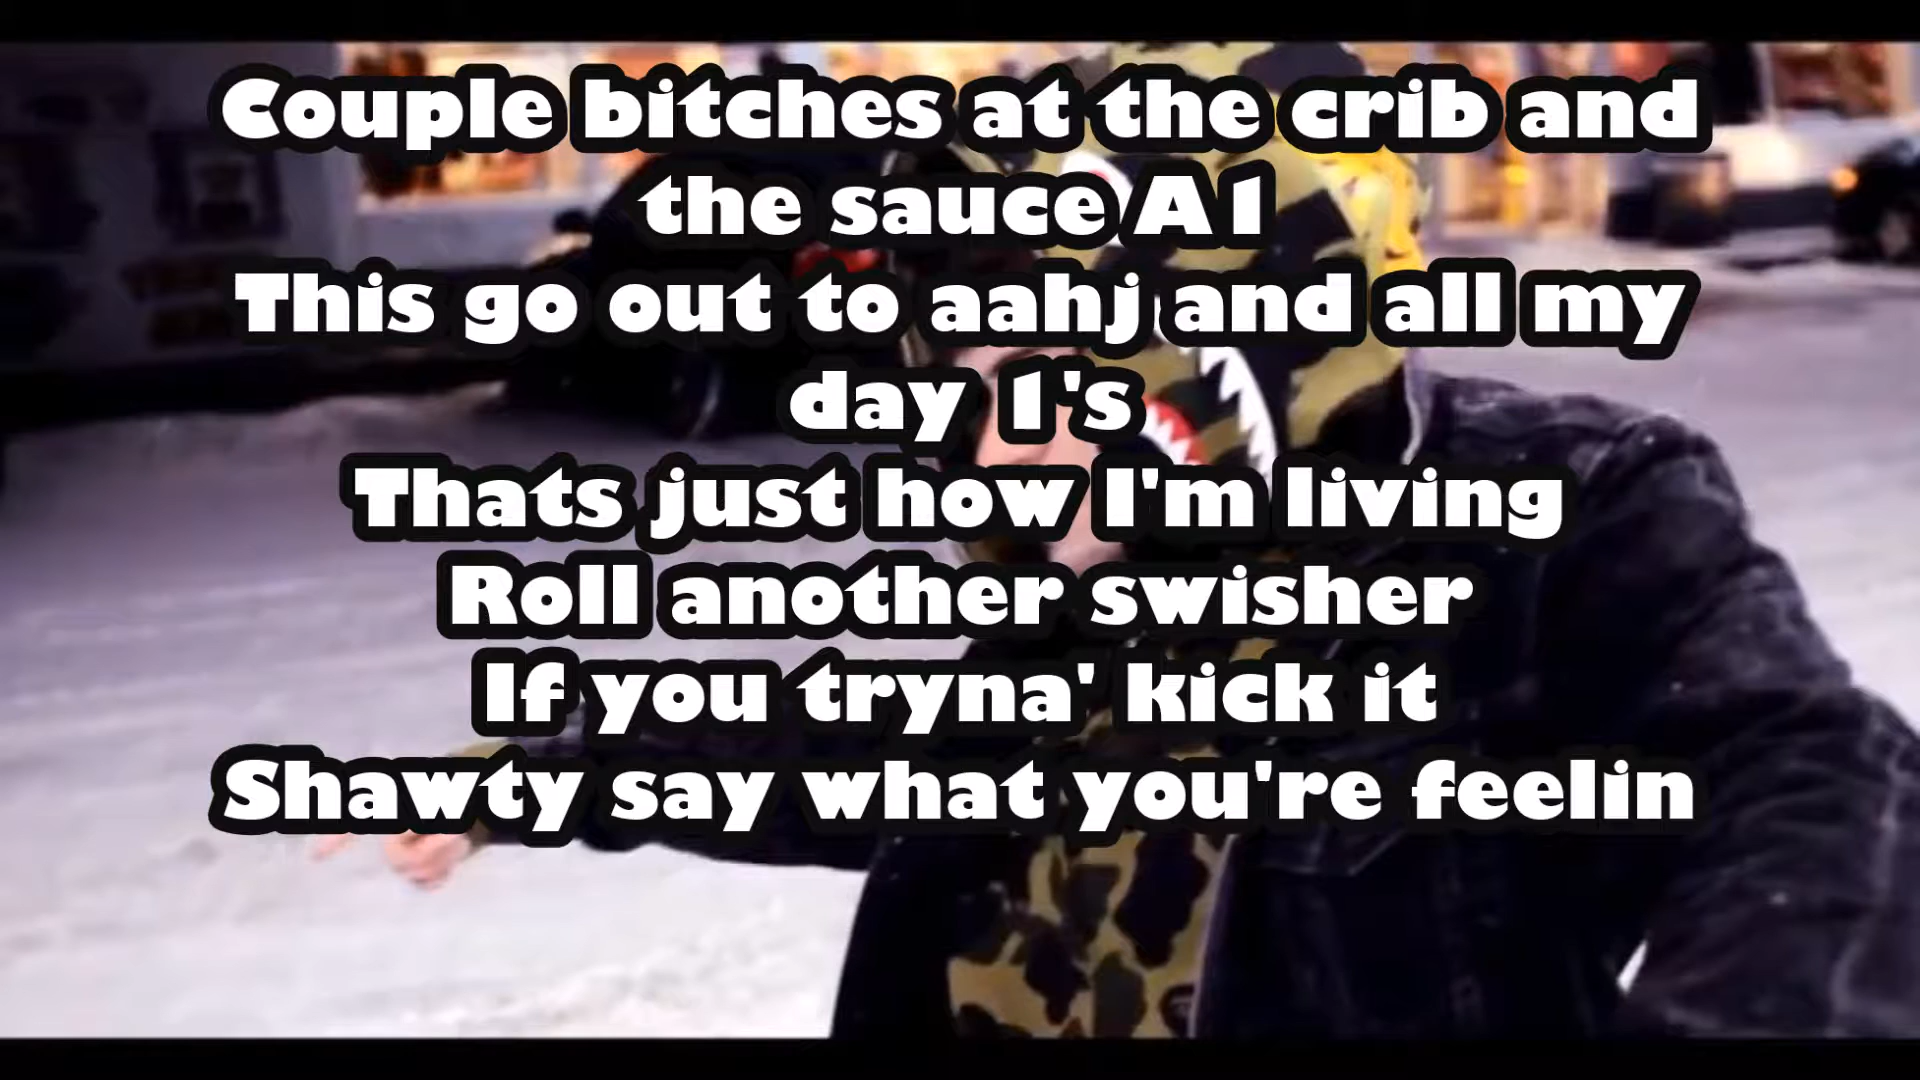 Couple bitches at the crib and
the sauce A1
This go out to aahj and all my
day 1's
Thats just how I'm living
Roll another swisher
If you tryna' kick it
Shawty say what you're feelin